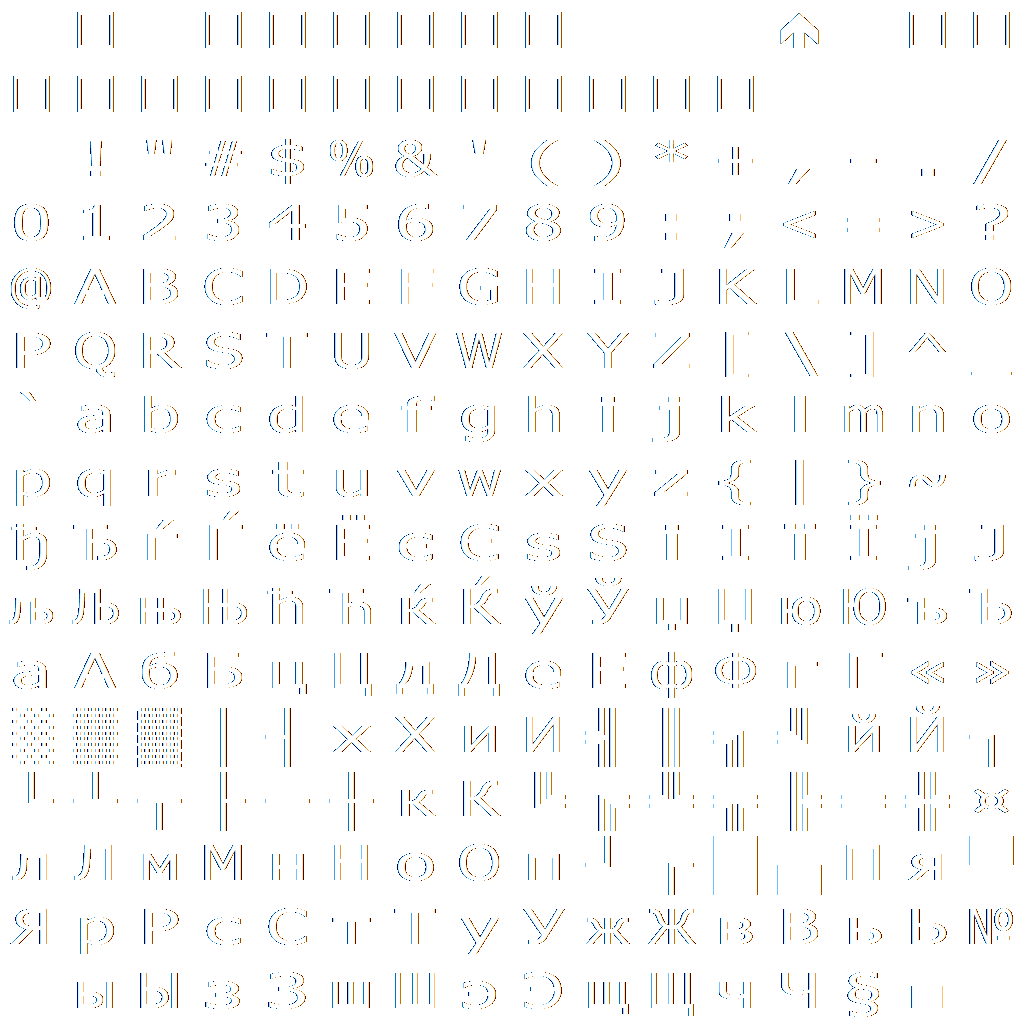 ! " # $ % & ' ( ) * + , - . /
0 1 2 3 4 5 6 7 8 9 : ; < = > ?
@ A B C D E F G H I J K L M N O
P Q R S T U V W X Y Z [ \ ] ^ _
` a b c d e f g h i j k l m n o
p q r s t u v w x y z { | } ~
ђ Ђ ѓ Ѓ ё Ё є Є ѕ Ѕ і І ї Ї ј Ј
љ Љ њ Њ ћ Ћ ќ Ќ ў Ў џ Џ ю Ю ъ Ъ
а А б Б ц Ц д Д е Е ф Ф г Г « »
░ ▒ ▓ │ ┤ х Х и И ╣ ║ ╗ ╝ й Й ┐
└ ┴ ┬ ├ ─ ┼ к К ╚ ╔ ╩ ╦ ╠ ═ ╬ ¤
л Л м М н Н о О п ┘ ┌ █ ▄ П я ▀
Я р Р с С т Т у У ж Ж в В ь Ь №
ы Ы з З ш Ш э Э щ Щ ч Ч § ■